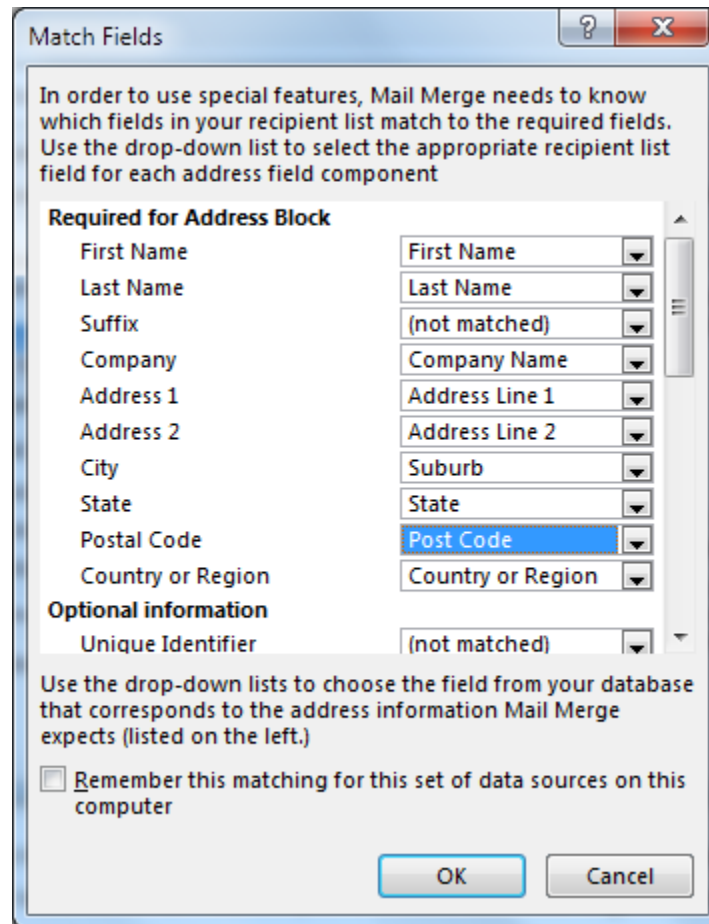 Match Fields
In order to use special features, Mail Merge needs to know
which fields in your recipient list match to the required fields.
Use the drop-down list to select the appropriate recipient list
field for each address field component
Required for Address Block
First Name First Name
Last Name Last Name
Suffix (not matched)
Company Company Name
Address 1 Address Line 1
Address 2 Address Line 2
City Suburb
State State
Postal Code Post Code
Country or Region Country or Region
Optional information
Unique Identifier (not matched)
Use the drop-down lists to choose the field from your database
that corresponds to the address information Mail Merge
expects (listed on the left.)
Remember this matching for this set of data sources on this
computer
OK Cancel